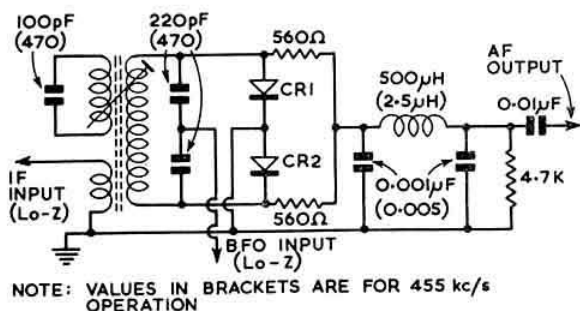 100pF
(470)
220pF
(470)
560Ω
CR1
CR2
560Ω
500μH
(2.5μH)
AF
OUTPUT
0.01μF
0.001μF
(0.005)
4.7K
IF
INPUT
(Lo-Z)
BFO INPUT
(Lo-Z)
NOTE: VALUES IN BRACKETS ARE FOR 455 kc/s
OPERATION